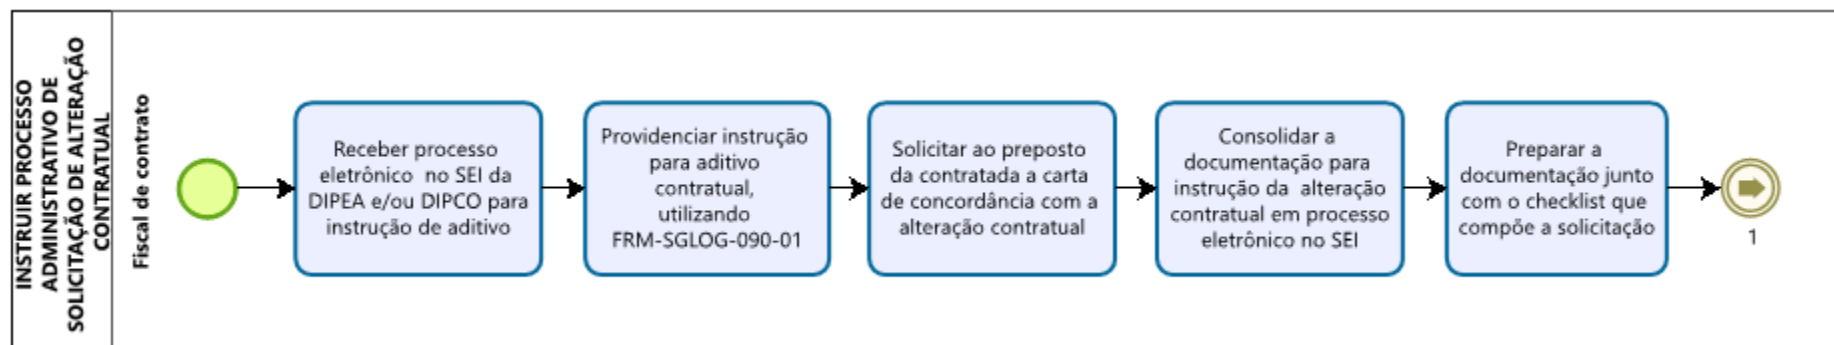 INSTRUIR PROCESSO
ADMINISTRATIVO DE
SOLICITAÇÃO DE ALTERAÇÃO
CONTRATUAL
Fiscal de contrato
Receber processo
eletrônico no SEI da
DIPEA e/ou DIPCO para
instrução de aditivo
Providenciar instrução
para aditivo
contratual,
utilizando
FRM-SGLOG-090-01
Solicitar ao preposto
da contratada a carta
de concordância com a
alteração contratual
Consolidar a
documentação para
instrução da alteração
contratual em processo
eletrônico no SEI
Preparar a
documentação junto
com o checklist que
compõe a solicitação
1